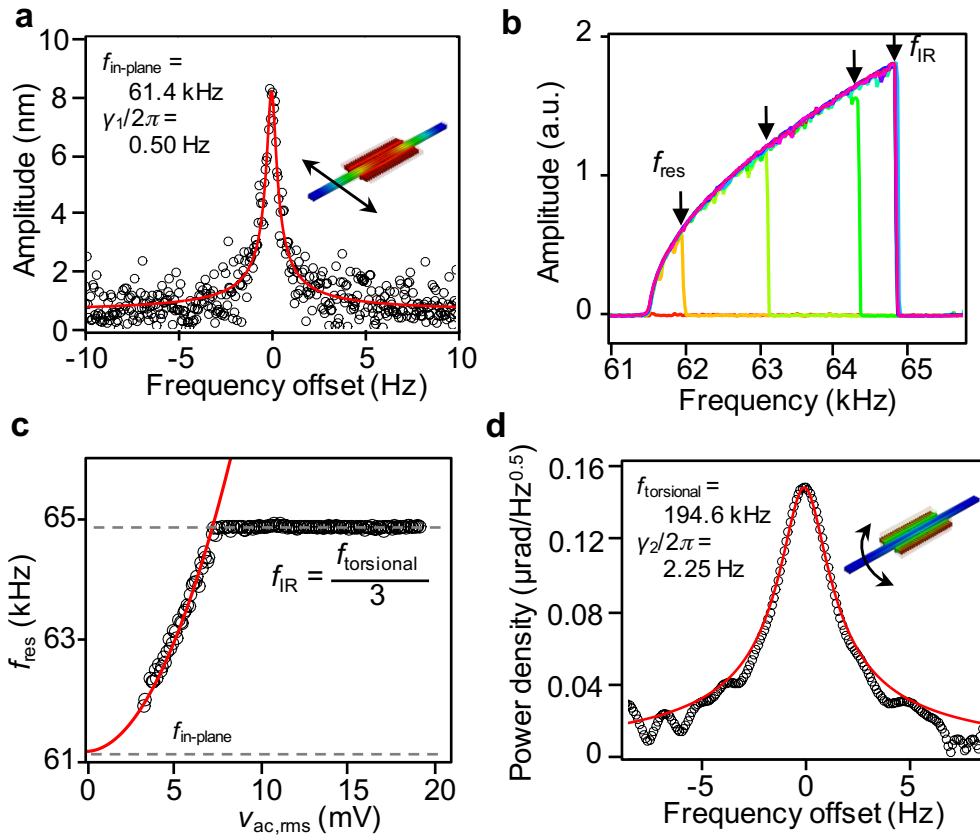 a
10
8
6
4
2
0
Amplitude (nm)
f_in-plane =
61.4 kHz
γ₁/2π =
0.50 Hz
-10
-5
0
5
10
Frequency offset (Hz)
b
2
1
0
Amplitude (a.u.)
f_res
f_IR
61
62
63
64
65
Frequency (kHz)
c
65
63
61
f_res (kHz)
f_IR = f_torsional
3
f_in-plane
0
5
10
15
20
v_ac,rms (mV)
d
0.16
0.12
0.08
0.04
0
Power density (μrad/Hz^0.5)
f_torsional =
194.6 kHz
γ₂/2π =
2.25 Hz
-5
0
5
Frequency offset (Hz)